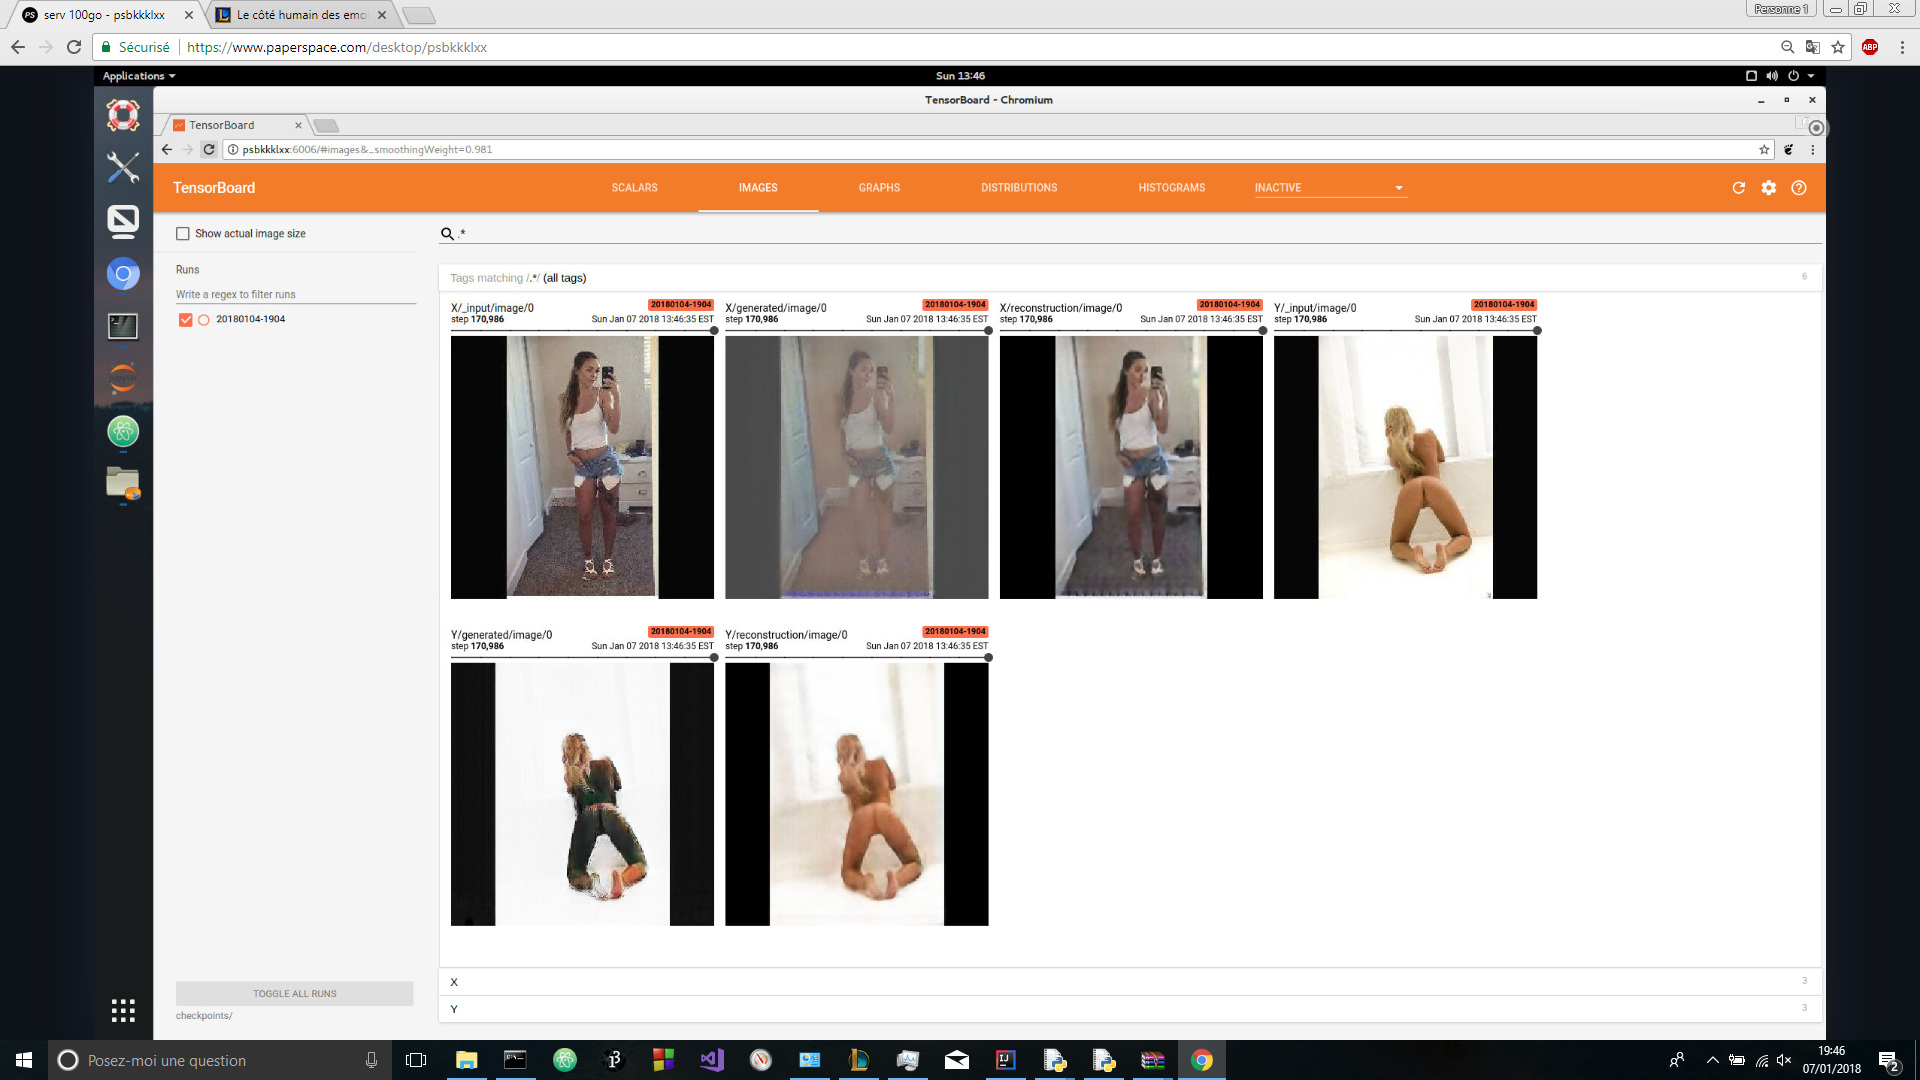 serv 100go - psbkkklxx
Le côté humain des emo
Personne 1
Sécurisé
https://www.paperspace.com/desktop/psbkkklxx
ABP
Applications
Sun 13:46
TensorBoard - Chromium
TensorBoard
psbkkklxx:6006/#images&_smoothingWeight=0.981
TensorBoard
SCALARS
IMAGES
GRAPHS
DISTRIBUTIONS
HISTOGRAMS
INACTIVE
Show actual image size
.*
Runs
Write a regex to filter runs
20180104-1904
Tags matching /.*/ (all tags)
6
X/_input/image/0
20180104-1904
step 170,986
Sun Jan 07 2018 13:46:35 EST
X/generated/image/0
20180104-1904
step 170,986
Sun Jan 07 2018 13:46:35 EST
X/reconstruction/image/0
20180104-1904
step 170,986
Sun Jan 07 2018 13:46:35 EST
Y/_input/image/0
20180104-1904
step 170,986
Sun Jan 07 2018 13:46:35 EST
Y/generated/image/0
20180104-1904
step 170,986
Sun Jan 07 2018 13:46:35 EST
Y/reconstruction/image/0
20180104-1904
step 170,986
Sun Jan 07 2018 13:46:35 EST
TOGGLE ALL RUNS
checkpoints/
X
3
Y
3
Posez-moi une question
19:46
07/01/2018
2